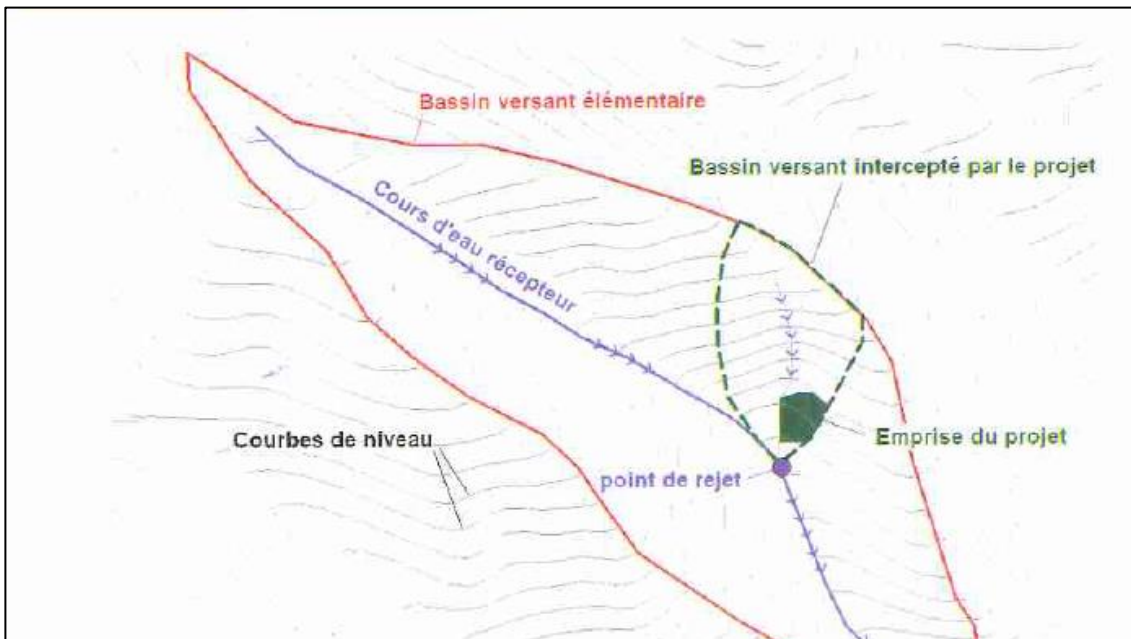 Bassin versant élémentaire
Bassin versant intercepté par le projet
Cours d'eau récepteur
Courbes de niveau
Emprise du projet
point de rejet